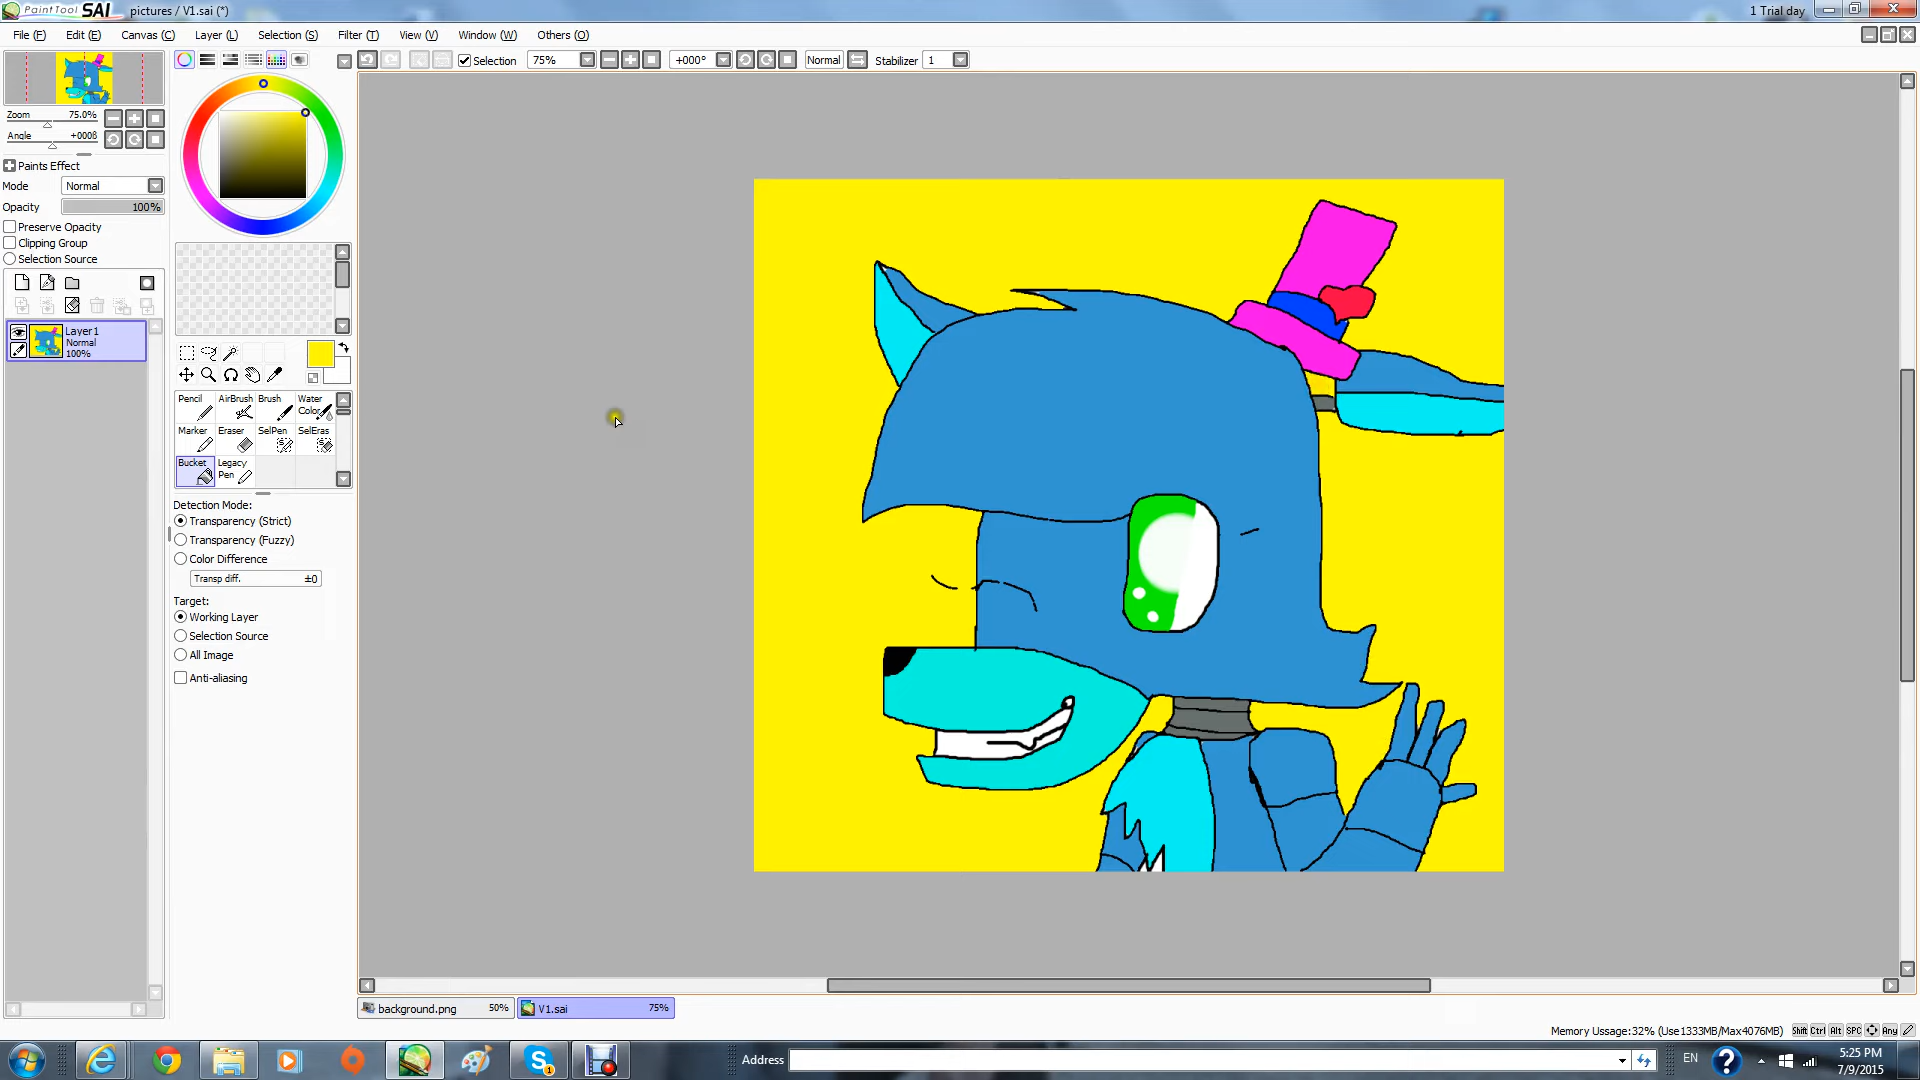 PaintTool SAI pictures / V1.sai (*) 1 Trial day
File (F) Edit (E) Canvas (C) Layer (L) Selection (S) Filter (T) View (V) Window (W) Others (O)
Selection 75% +000° Normal Stabilizer 1
Zoom 75.0%
Angle +000ß
Paints Effect
Mode Normal
Opacity 100%
Preserve Opacity
Clipping Group
Selection Source
Layer1
Normal
100%
Pencil AirBrush Brush Water Color
Marker Eraser SelPen SelEras
Bucket Legacy Pen
Detection Mode:
Transparency (Strict)
Transparency (Fuzzy)
Color Difference
Transp diff. ±0
Target:
Working Layer
Selection Source
All Image
Anti-aliasing
background.png 50% V1.sai 75%
Memory Ussage:32% (Use1333MB/Max4076MB) Shift Ctrl Alt SPC Any
Address EN 5:25 PM
7/9/2015